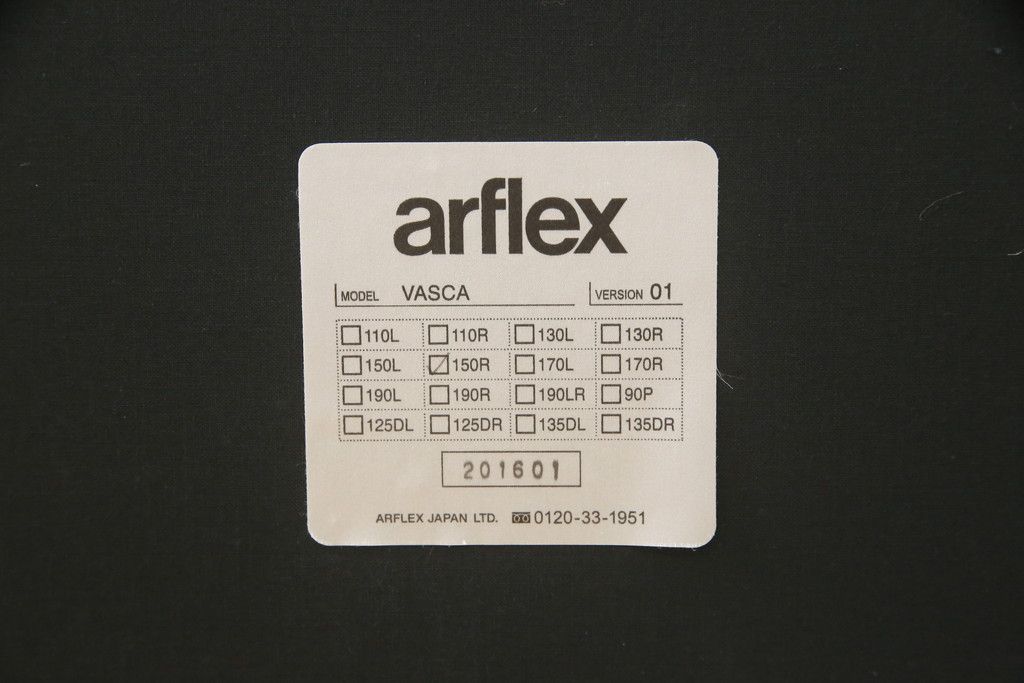 arflex
MODEL VASCA VERSION 01
☐110L ☐110R ☐130L ☐130R
☐150L ☑150R ☐170L ☐170R
☐190L ☐190R ☐190LR ☐90P
☐125DL ☐125DR ☐135DL ☐135DR
201601
ARFLEX JAPAN LTD. 0120-33-1951